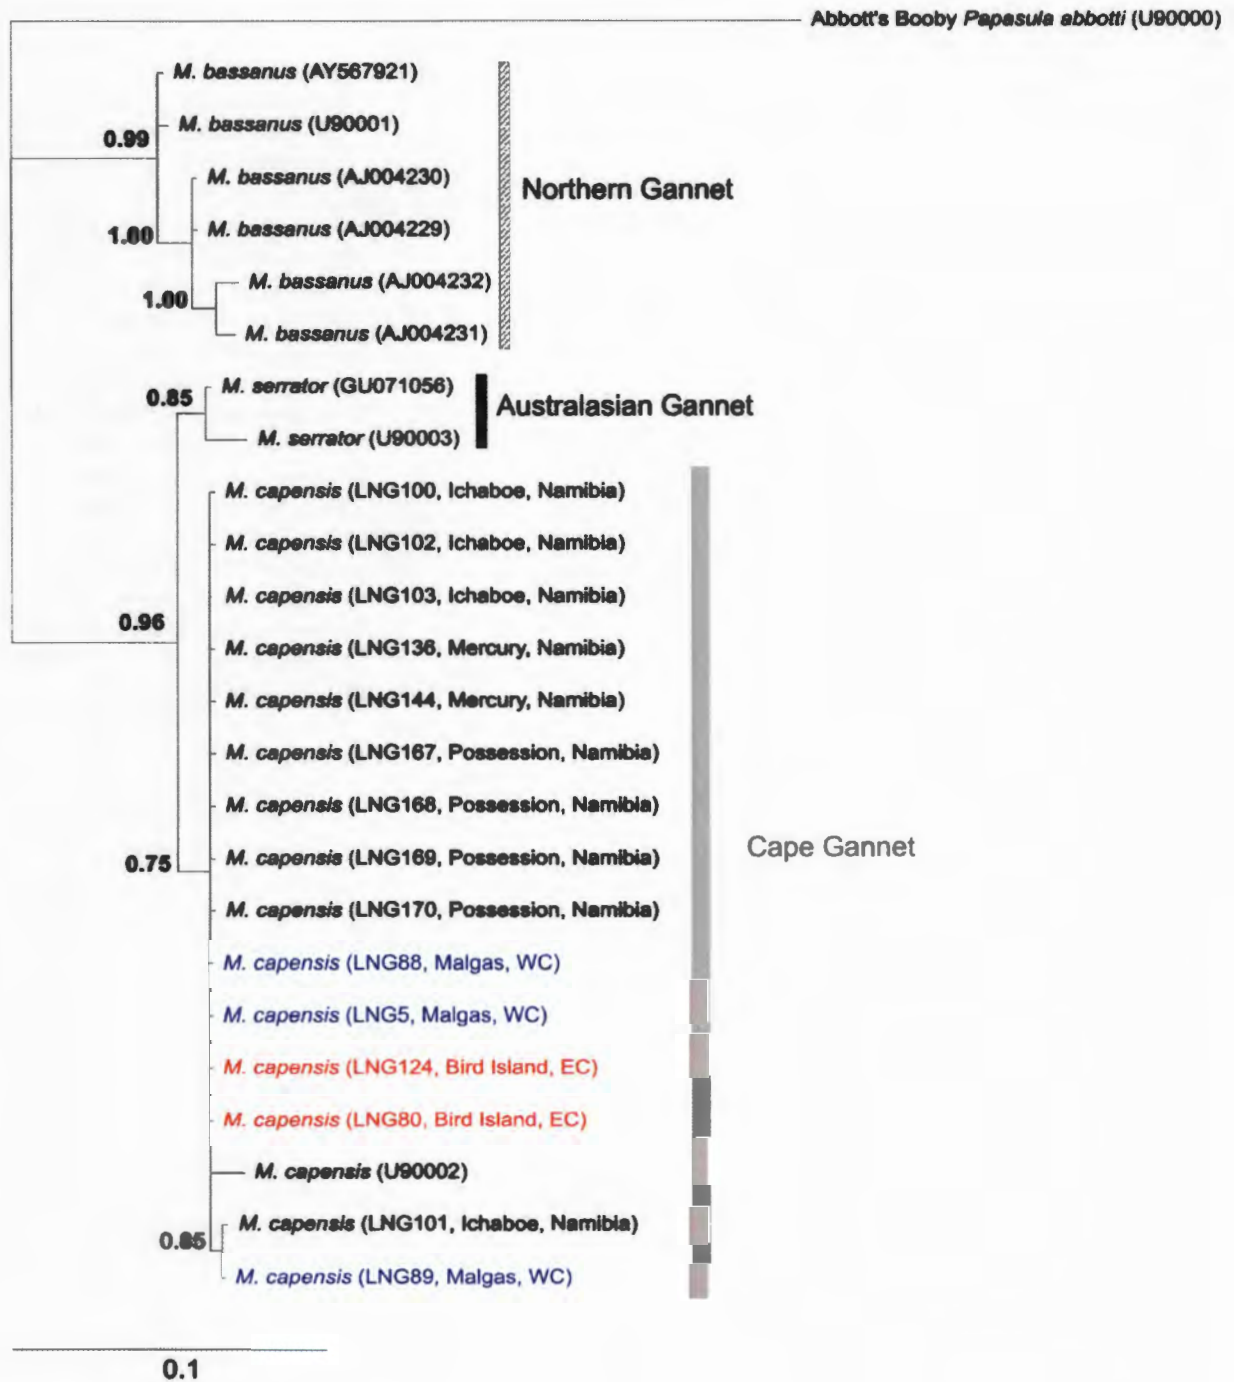 Abbott's Booby Papasula abbotti (U90000)
M. bassanus (AY567921)
M. bassanus (U90001)
0.99
M. bassanus (AJ004230)
Northern Gannet
M. bassanus (AJ004229)
1.00
M. bassanus (AJ004232)
1.00
M. bassanus (AJ004231)
M. serrator (GU071056)
0.85
Australasian Gannet
M. serrator (U90003)
M. capensis (LNG100, Ichaboe, Namibia)
M. capensis (LNG102, Ichaboe, Namibia)
M. capensis (LNG103, Ichaboe, Namibia)
0.96
M. capensis (LNG136, Mercury, Namibia)
M. capensis (LNG144, Mercury, Namibia)
M. capensis (LNG167, Possession, Namibia)
M. capensis (LNG168, Possession, Namibia)
Cape Gannet
M. capensis (LNG169, Possession, Namibia)
0.75
M. capensis (LNG170, Possession, Namibia)
M. capensis (LNG88, Malgas, WC)
M. capensis (LNG5, Malgas, WC)
M. capensis (LNG124, Bird Island, EC)
M. capensis (LNG80, Bird Island, EC)
M. capensis (U90002)
M. capensis (LNG101, Ichaboe, Namibia)
0.85
M. capensis (LNG89, Malgas, WC)
0.1